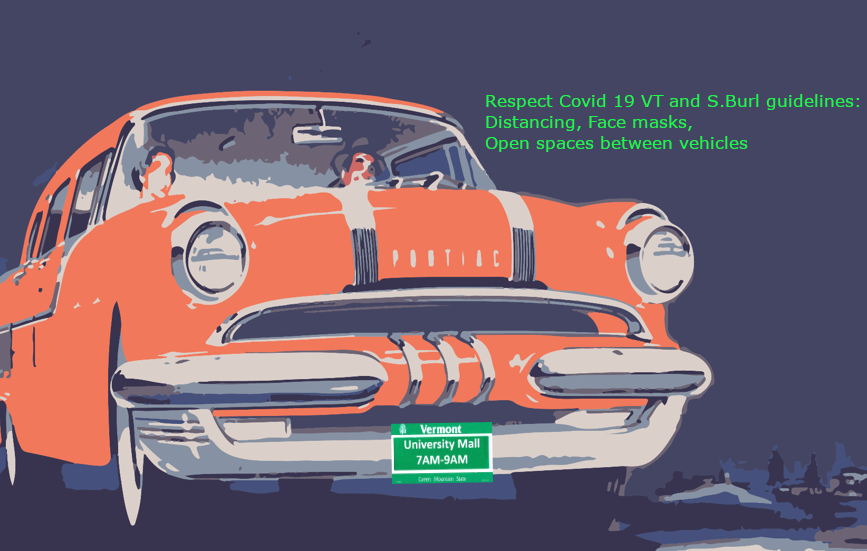 Respect Covid 19 VT and S.Burl guidelines:
Distancing, Face masks,
Open spaces between vehicles
PONTIAC
Vermont
University Mall
7AM-9AM
Green Mountain State